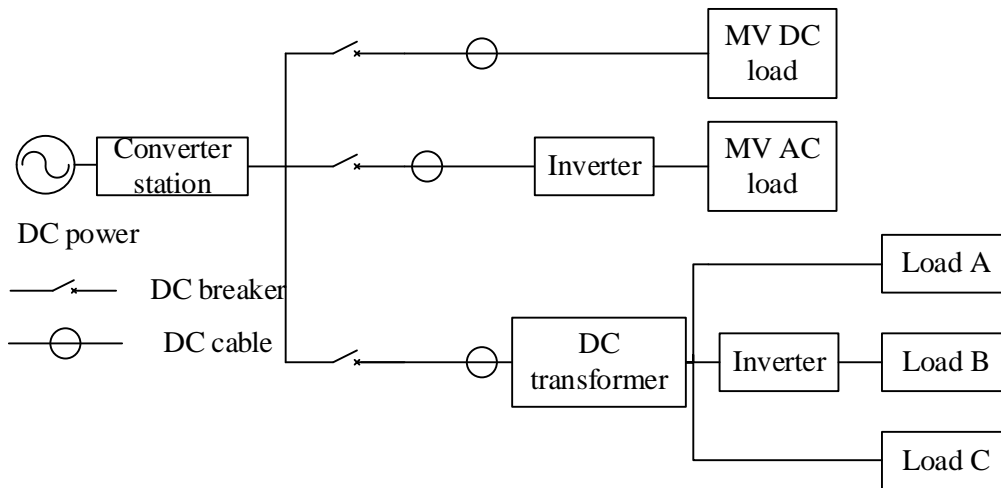 MV DC
load
Converter
station
Inverter
MV AC
load
DC power
DC breaker
DC cable
DC
transformer
Load A
Inverter
Load B
Load C